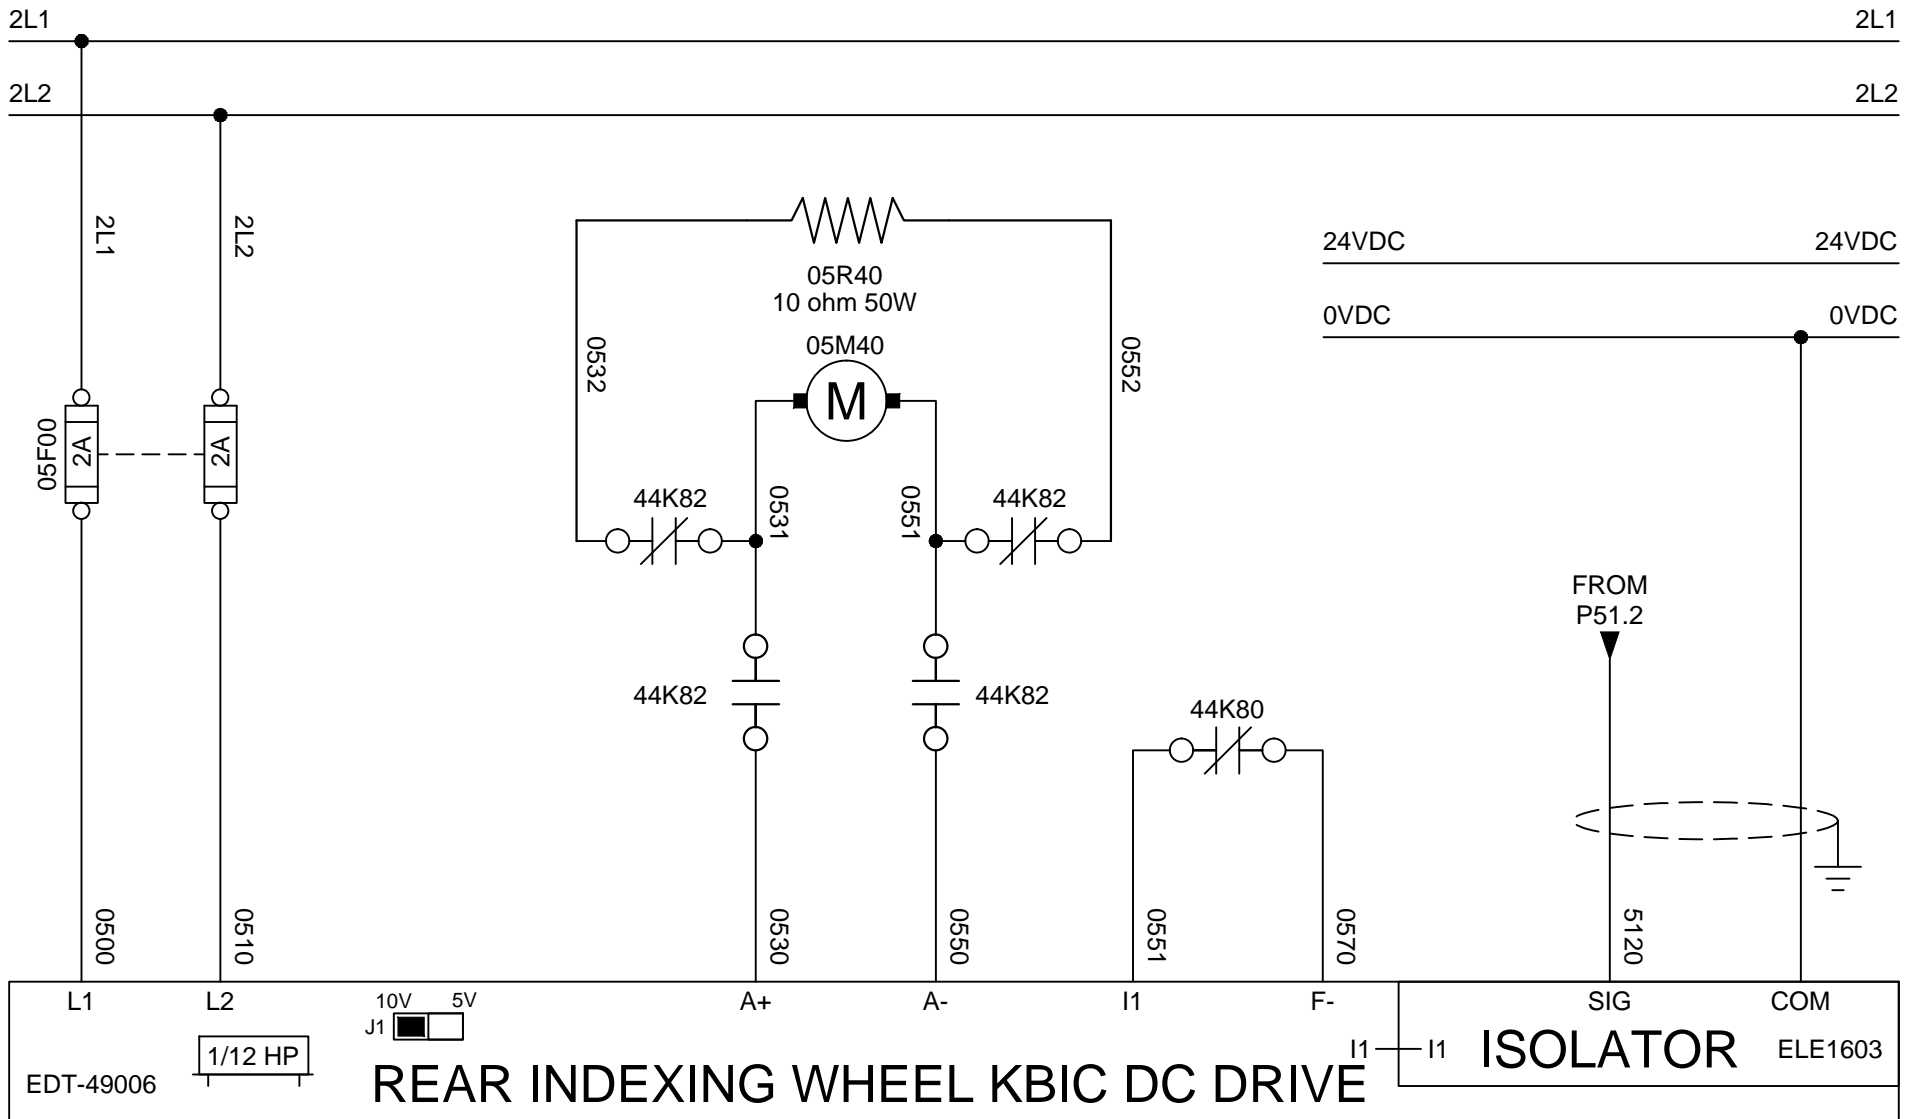 2L1
2L1
2L2
2L2
2L1
2L2
05R40
10 ohm 50W
05M40
M
24VDC
24VDC
0VDC
0VDC
0532
0552
05F00
2A
2A
44K82
0531
0551
44K82
FROM
P51.2
44K82
44K82
44K80
0500
0510
0530
0550
0551
0570
5120
L1
L2
10V
5V
J1
A+
A-
I1
F-
SIG
COM
1/12 HP
I1
I1
ISOLATOR
ELE1603
EDT-49006
REAR INDEXING WHEEL KBIC DC DRIVE